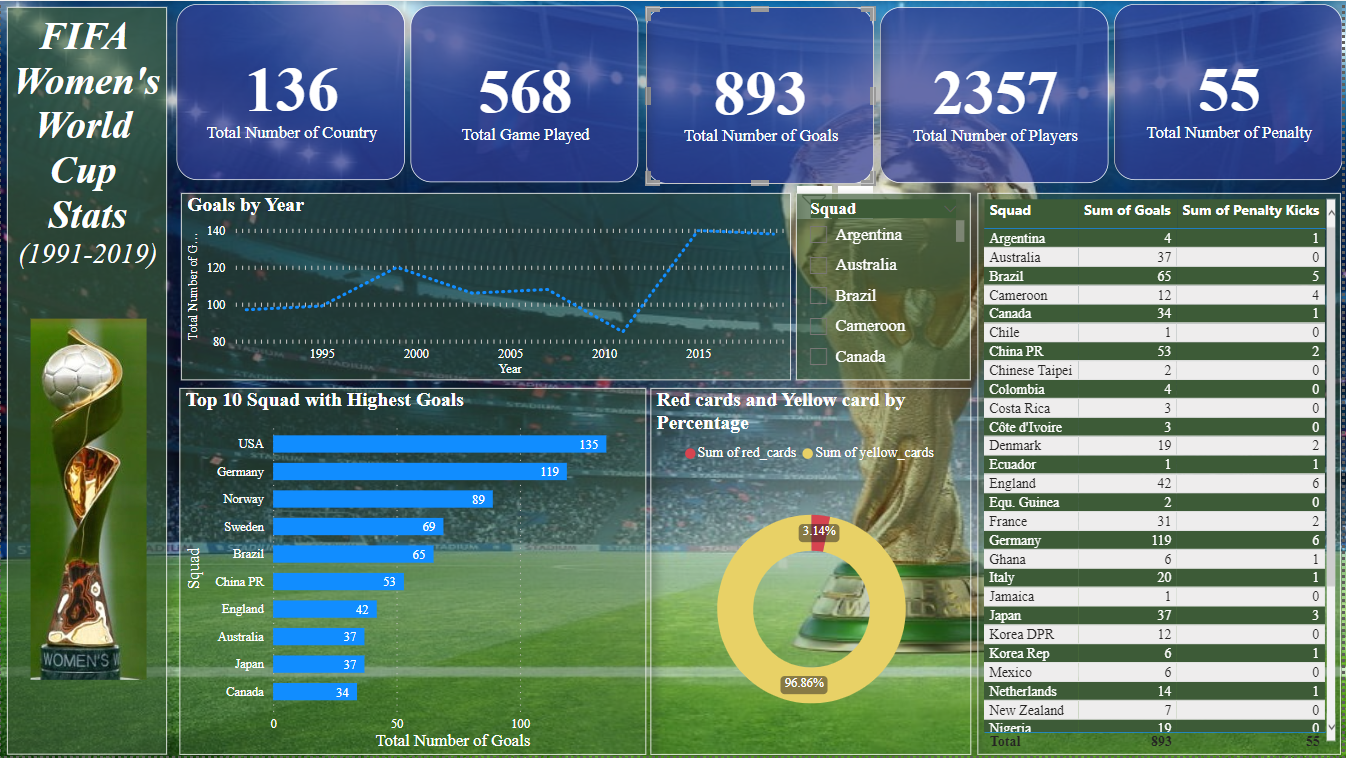 FIFA
Women's
World
Cup
Stats
(1991-2019)
WOMEN'S W
136
Total Number of Country
568
Total Game Played
893
Total Number of Goals
2357
Total Number of Players
55
Total Number of Penalty
Goals by Year
Total Number of G...
140
120
100
80
1995 2000 2005 2010 2015
Year
Squad
Argentina
Australia
Brazil
Cameroon
Canada
Top 10 Squad with Highest Goals
Squad
USA 135
Germany 119
Norway 89
Sweden 69
Brazil 65
China PR 53
England 42
Australia 37
Japan 37
Canada 34
0 50 100
Total Number of Goals
Red cards and Yellow card by
Percentage
Sum of red_cards Sum of yellow_cards
3.14%
96.86%
Squad Sum of Goals Sum of Penalty Kicks
Argentina 4 1
Australia 37 0
Brazil 65 5
Cameroon 12 4
Canada 34 1
Chile 1 0
China PR 53 2
Chinese Taipei 2 0
Colombia 4 0
Costa Rica 3 0
Côte d'Ivoire 3 0
Denmark 19 2
Ecuador 1 1
England 42 6
Equ. Guinea 2 0
France 31 2
Germany 119 6
Ghana 6 1
Italy 20 1
Jamaica 1 0
Japan 37 3
Korea DPR 12 0
Korea Rep 6 1
Mexico 6 0
Netherlands 14 1
New Zealand 7 0
Nigeria 19 0
Total 893 55